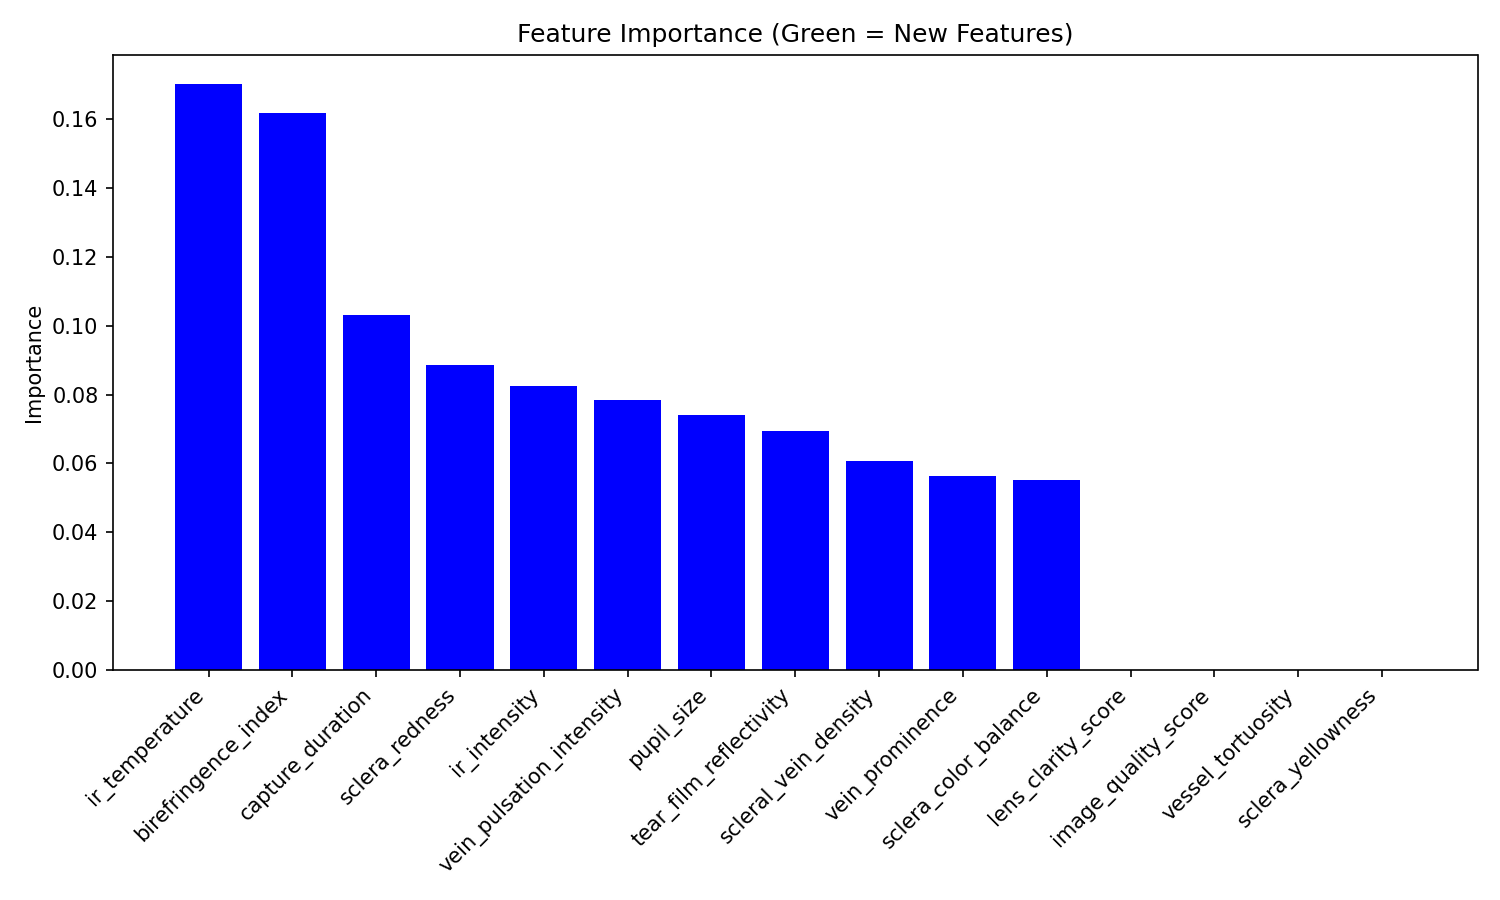 Feature Importance (Green = New Features)
Importance
0.16
0.14
0.12
0.10
0.08
0.06
0.04
0.02
0.00
ir_temperature
birefringence_index
capture_duration
sclera_redness
ir_intensity
vein_pulsation_intensity
pupil_size
tear_film_reflectivity
scleral_vein_density
vein_prominence
sclera_color_balance
lens_clarity_score
image_quality_score
vessel_tortuosity
sclera_yellowness